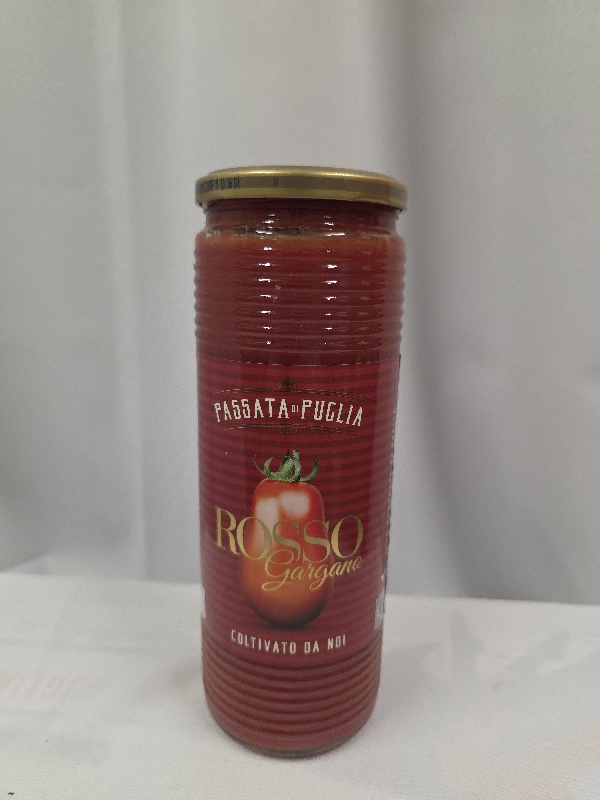 PASSATA DI PUGLIA
ROSSO
Gargano
COLTIVATO DA NOI